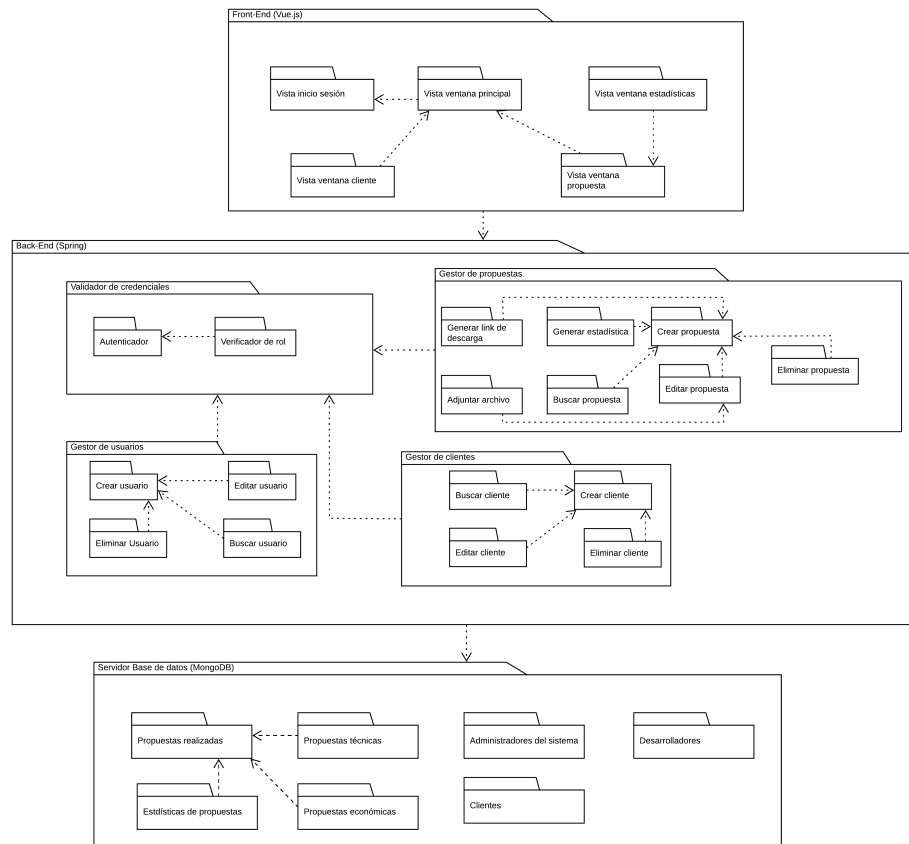 Front-End (Vue.js)
Vista inicio sesión
Vista ventana principal
Vista ventana estadísticas
Vista ventana cliente
Vista ventana
propuesta
Back-End (Spring)
Validador de credenciales
Autenticador
Verificador de rol
Gestor de propuestas
Generar link de
descarga
Generar estadística
Crear propuesta
Eliminar propuesta
Adjuntar archivo
Buscar propuesta
Editar propuesta
Gestor de usuarios
Crear usuario
Editar usuario
Eliminar Usuario
Buscar usuario
Gestor de clientes
Buscar cliente
Crear cliente
Editar cliente
Eliminar cliente
Servidor Base de datos (MongoDB)
Propuestas realizadas
Propuestas técnicas
Administradores del sistema
Desarrolladores
Estdísticas de propuestas
Propuestas económicas
Clientes